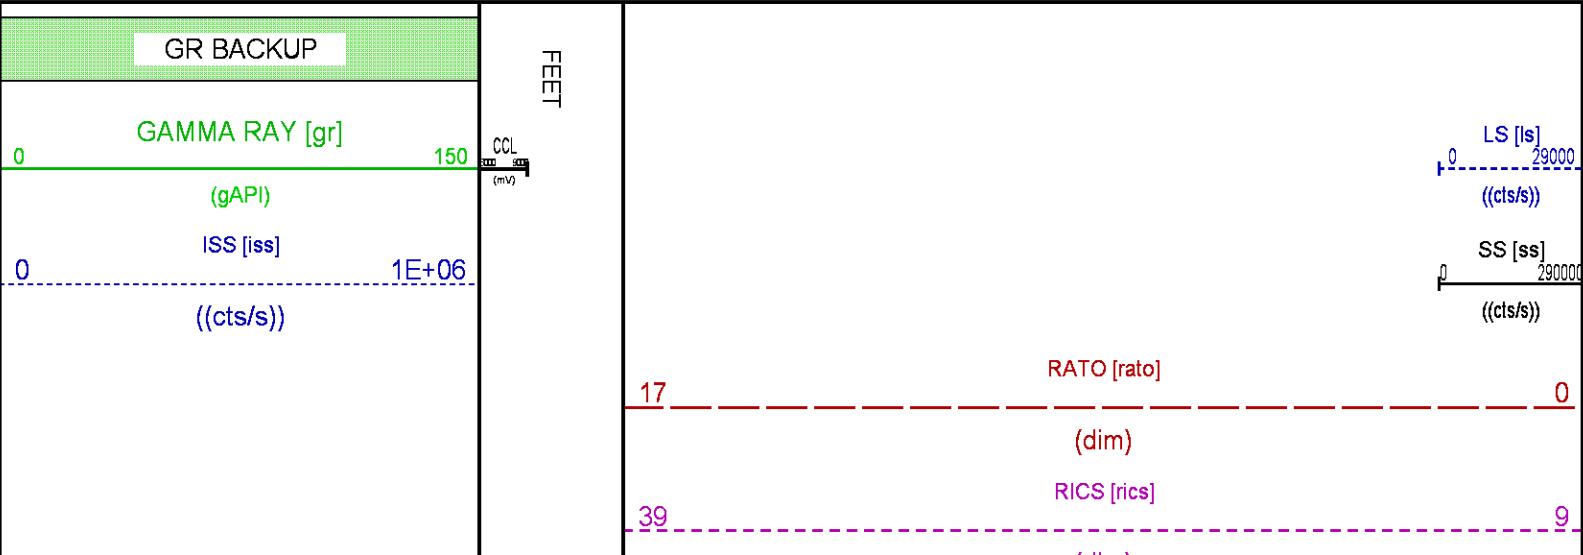 GR BACKUP
FEET
GAMMA RAY [gr]
0 150
(gAPI)
ISS [iss]
0 1E+06
((cts/s))
CCL
(mV)
LS [ls]
0 29000
((cts/s))
SS [ss]
0 290000
((cts/s))
RATO [rato]
17 0
(dim)
RICS [rics]
39 9